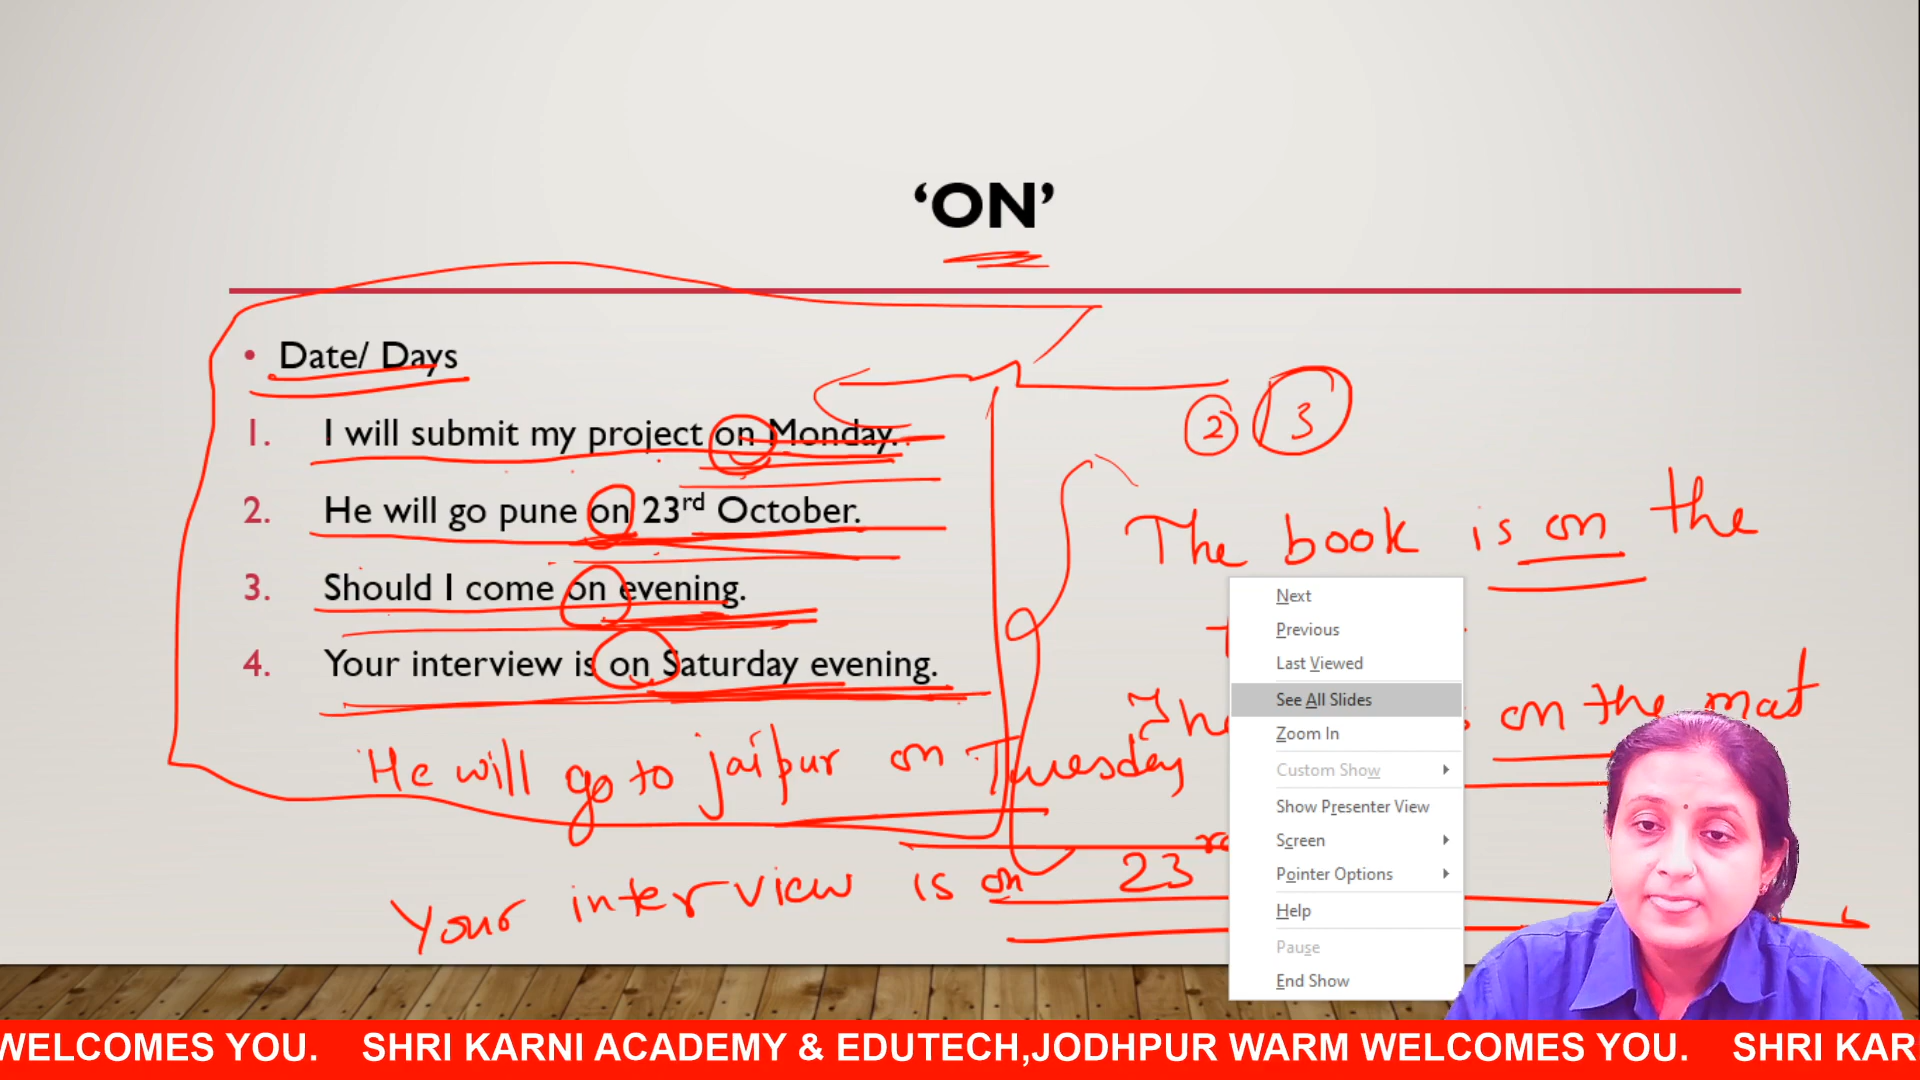 ‘ON’
• Date/ Days
1. I will submit my project on Monday.
2. He will go pune on 23rd October.
3. Should I come on evening.
4. Your interview is on Saturday evening.
He will go to jaipur on Tuesday
Your interview is on 23rd
2 3
The book is on the
The on the mat
Next
Previous
Last Viewed
See All Slides
Zoom In
Custom Show
Show Presenter View
Screen
Pointer Options
Help
Pause
End Show
WELCOMES YOU. SHRI KARNI ACADEMY & EDUTECH,JODHPUR WARM WELCOMES YOU. SHRI KAR